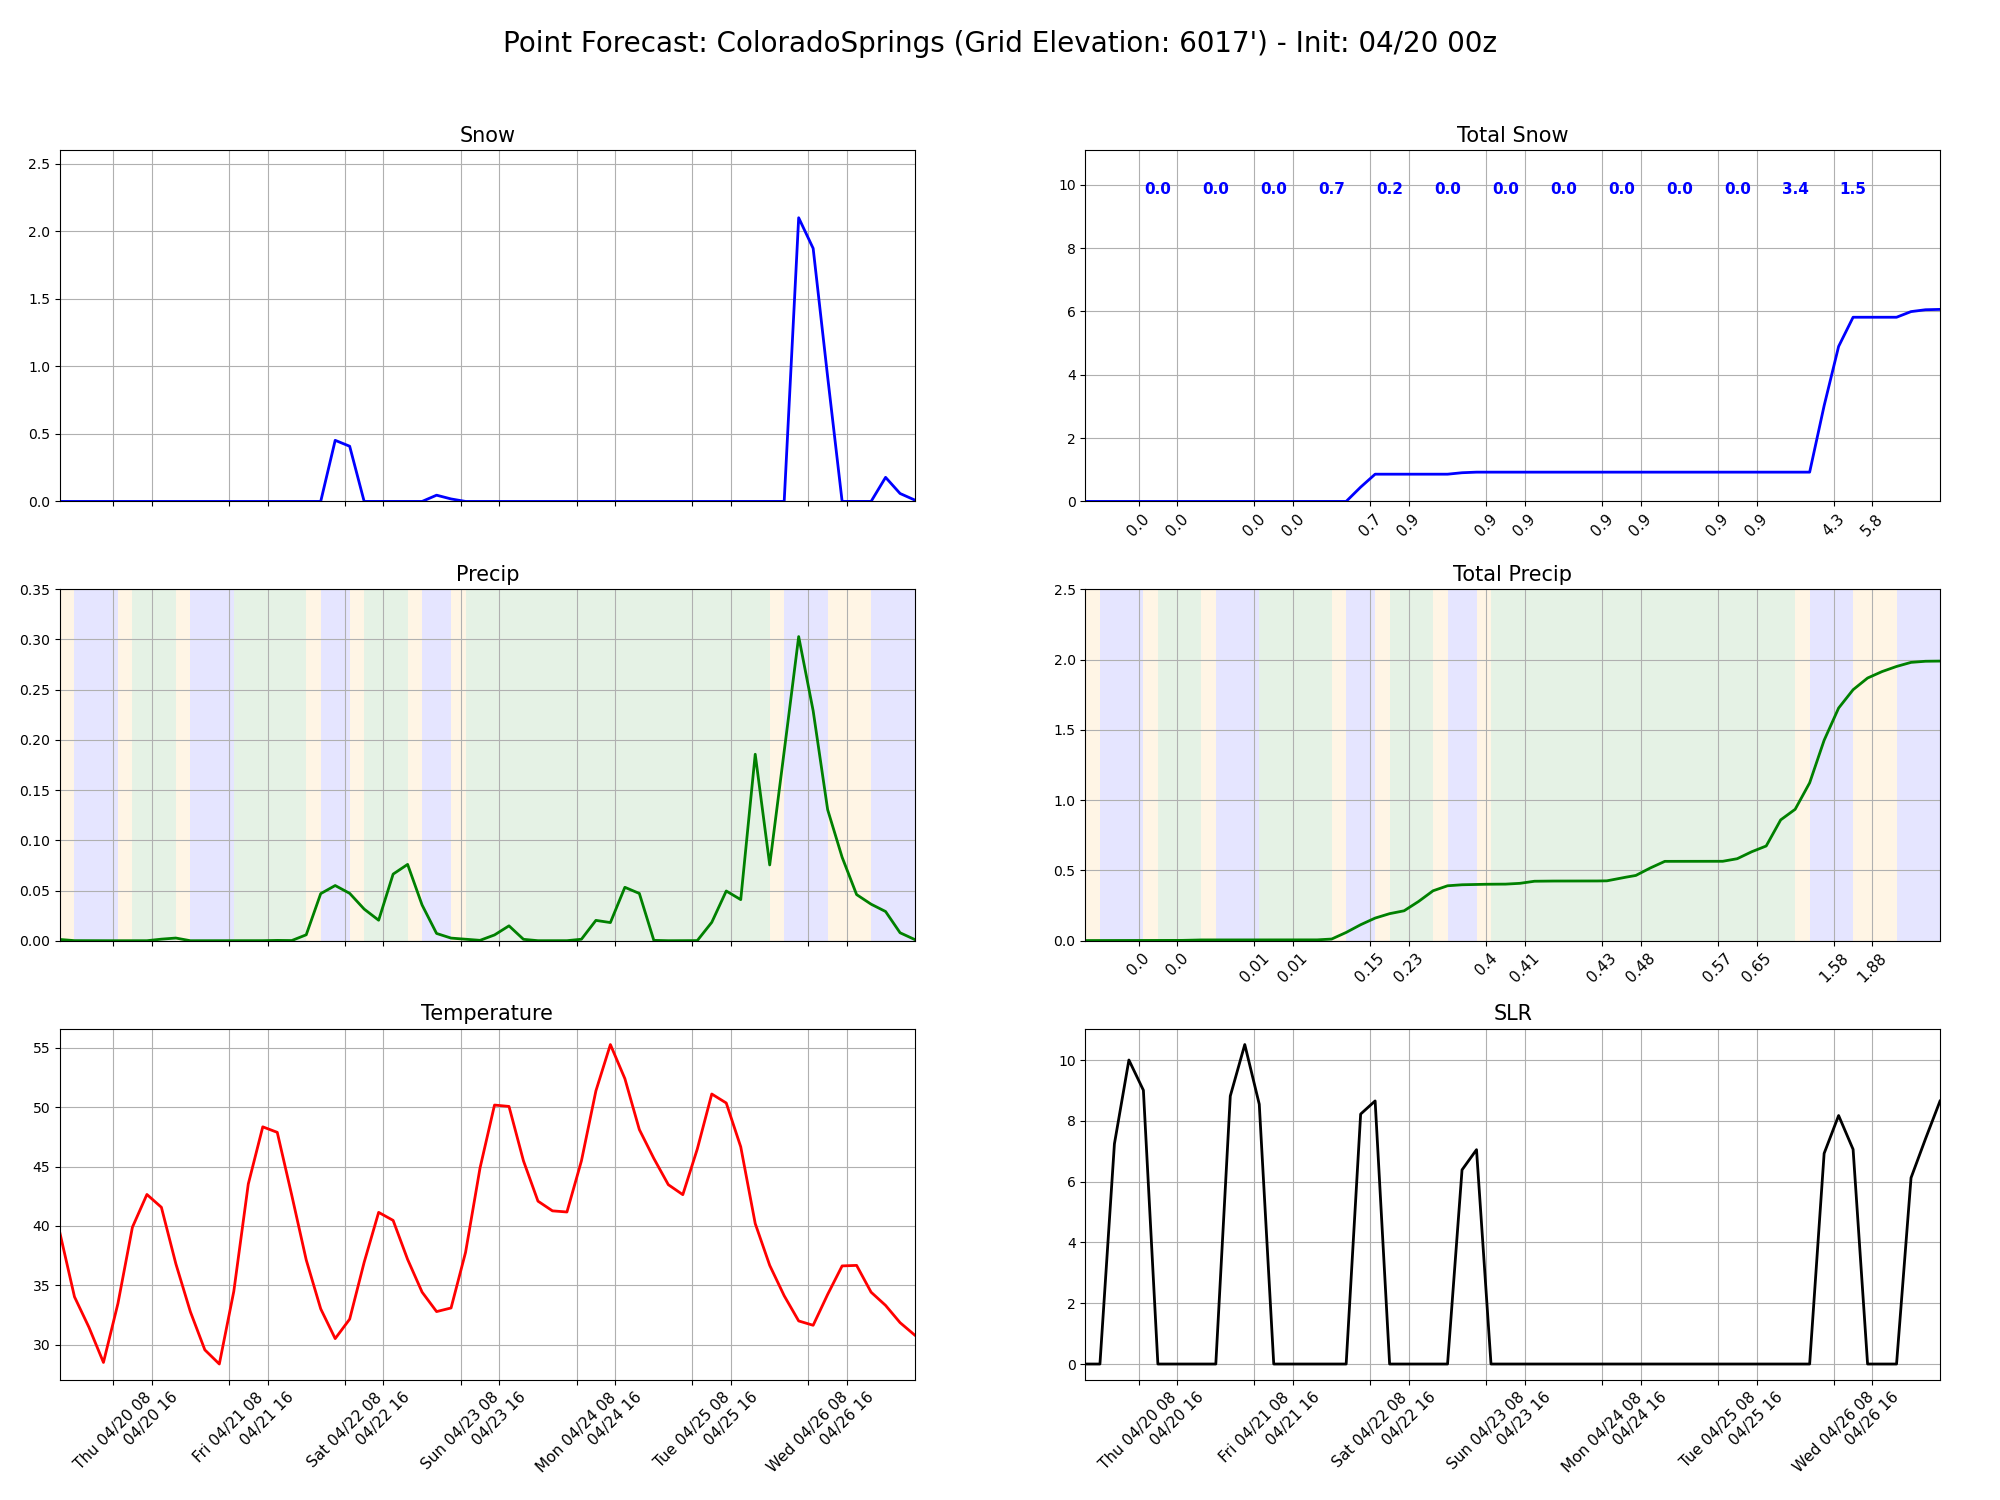 Point Forecast: ColoradoSprings (Grid Elevation: 6017') - Init: 04/20 00z
Snow
2.5
2.0
1.5
1.0
0.5
0.0
Total Snow
10
8
6
4
2
0
0.0 0.0 0.0 0.7 0.2 0.0 0.0 0.0 0.0 0.0 0.0 3.4 1.5
0.0 0.0 0.0 0.0 0.7 0.9 0.9 0.9 0.9 0.9 0.9 0.9 4.3 5.8
Precip
0.35
0.30
0.25
0.20
0.15
0.10
0.05
0.00
Total Precip
2.5
2.0
1.5
1.0
0.5
0.0
0.0 0.0 0.01 0.01 0.15 0.23 0.4 0.41 0.43 0.48 0.57 0.65 1.58 1.88
Temperature
55
50
45
40
35
30
Thu 04/20 08
04/20 16
Fri 04/21 08
04/21 16
Sat 04/22 08
04/22 16
Sun 04/23 08
04/23 16
Mon 04/24 08
04/24 16
Tue 04/25 08
04/25 16
Wed 04/26 08
04/26 16
SLR
10
8
6
4
2
0
Thu 04/20 08
04/20 16
Fri 04/21 08
04/21 16
Sat 04/22 08
04/22 16
Sun 04/23 08
04/23 16
Mon 04/24 08
04/24 16
Tue 04/25 08
04/25 16
Wed 04/26 08
04/26 16